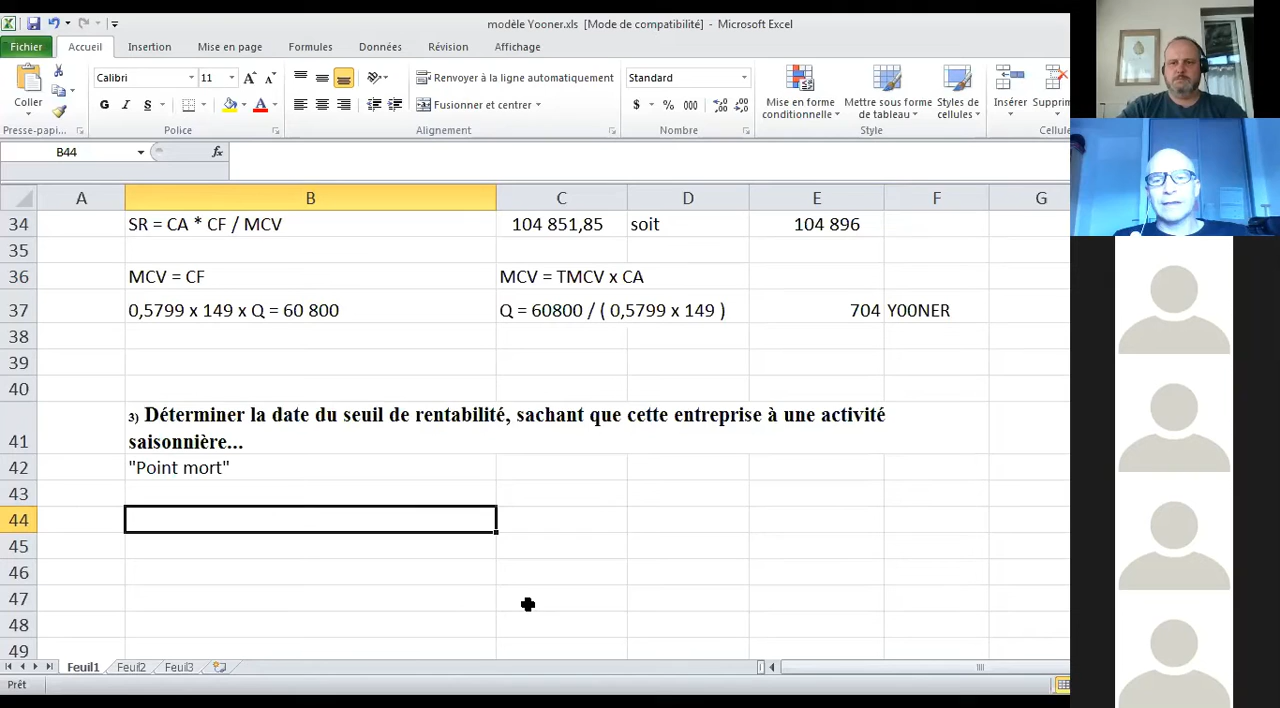 modèle Yooner.xls [Mode de compatibilité] - Microsoft Excel
Fichier Accueil Insertion Mise en page Formules Données Révision Affichage
Calibri 11 Renvoyer à la ligne automatiquement Standard
Coller G I S Fusionner et centrer $ % 000 Mise en forme conditionnelle Mettre sous forme de tableau Styles de cellules Insérer Supprim
Presse-papi... Police Alignement Nombre Style Cellule
B44 fx
A B C D E F G
34 SR = CA * CF / MCV 104 851,85 soit 104 896
35
36 MCV = CF MCV = TMCV x CA
37 0,5799 x 149 x Q = 60 800 Q = 60800 / ( 0,5799 x 149 ) 704 Y00NER
38
39
40
3) Déterminer la date du seuil de rentabilité, sachant que cette entreprise à une activité
41 saisonnière...
42 "Point mort"
43
44
45
46
47
48
49
Feuil1 Feuil2 Feuil3
Prêt